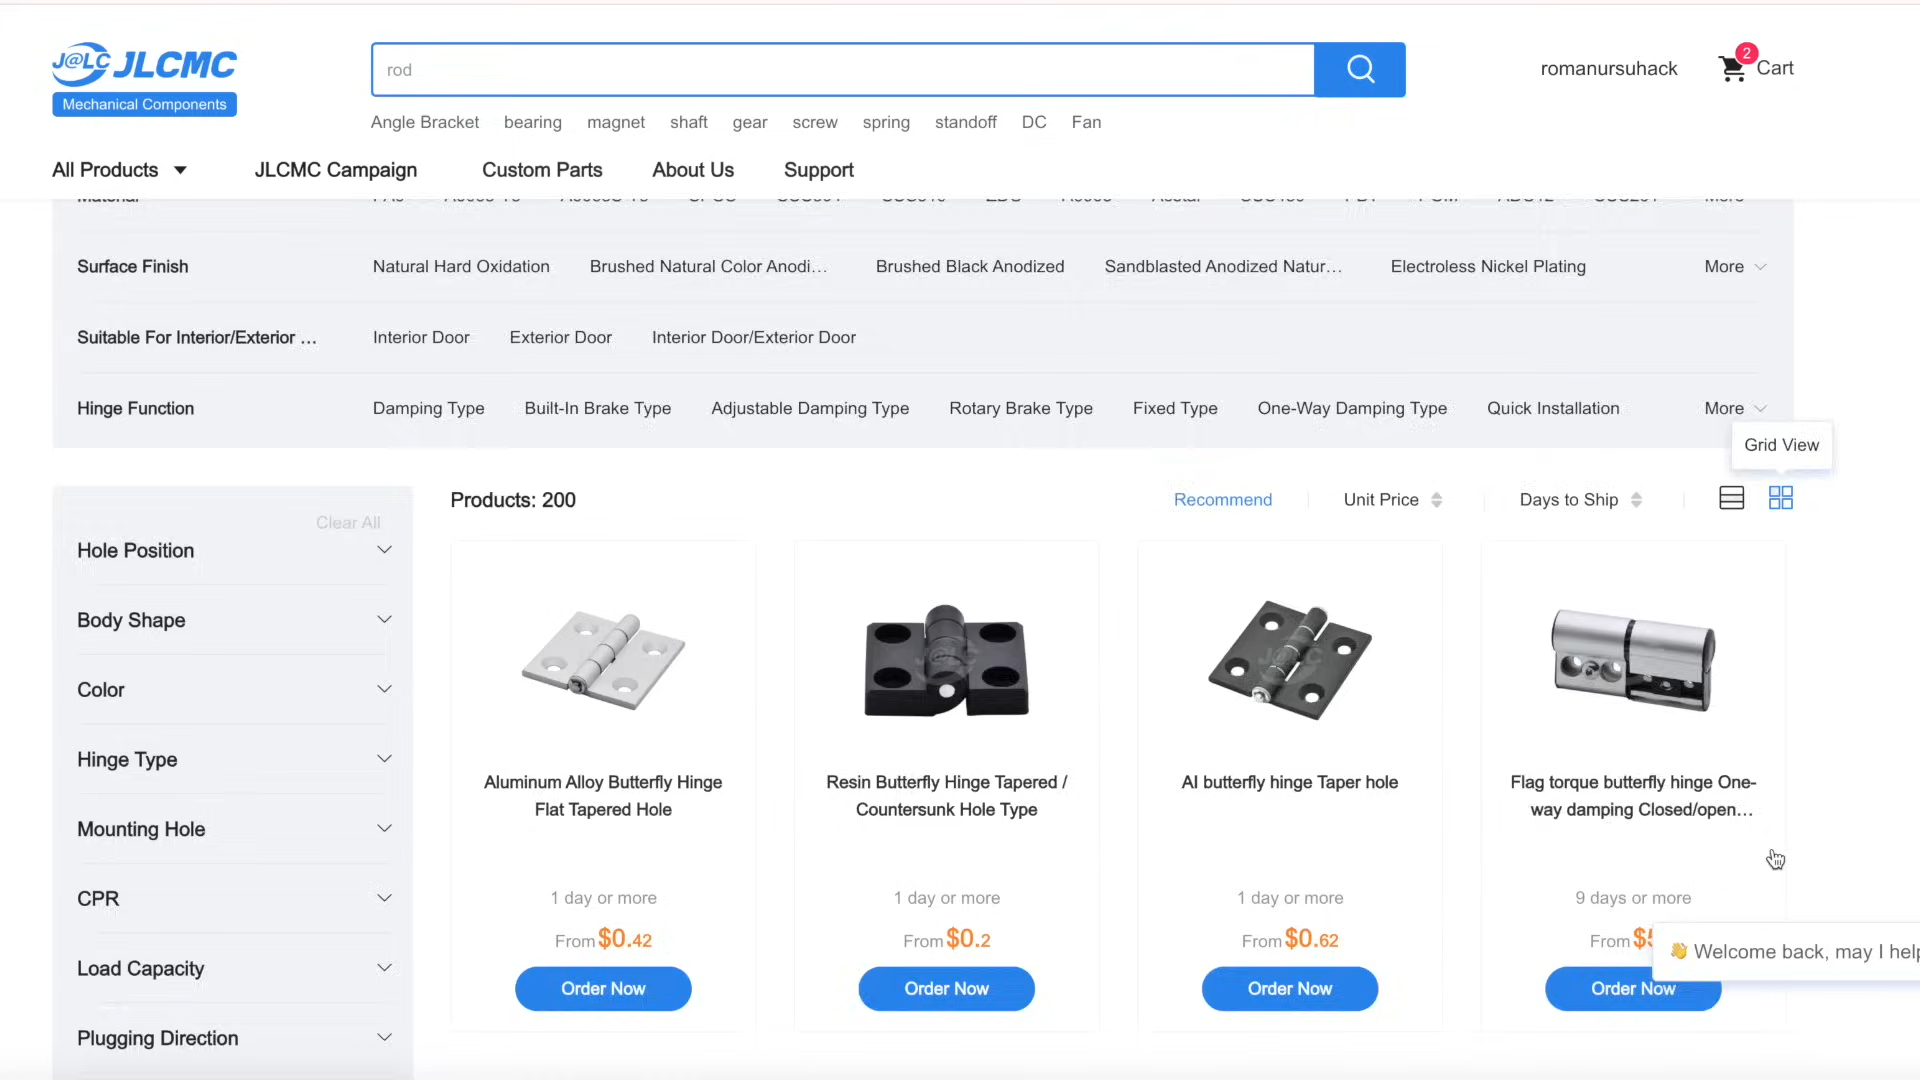 J@LC JLCMC
Mechanical Components
rod
romanursuhack
2
Cart
Angle Bracket bearing magnet shaft gear screw spring standoff DC Fan
All Products JLCMC Campaign Custom Parts About Us Support
Surface Finish Natural Hard Oxidation Brushed Natural Color Anodi... Brushed Black Anodized Sandblasted Anodized Natur... Electroless Nickel Plating More
Suitable For Interior/Exterior ... Interior Door Exterior Door Interior Door/Exterior Door
Hinge Function Damping Type Built-In Brake Type Adjustable Damping Type Rotary Brake Type Fixed Type One-Way Damping Type Quick Installation More
Grid View
Products: 200 Recommend Unit Price Days to Ship
Clear All
Hole Position
Body Shape
Color
Hinge Type
Mounting Hole
CPR
Load Capacity
Plugging Direction
Aluminum Alloy Butterfly Hinge
Flat Tapered Hole
1 day or more
From $0.42
Order Now
Resin Butterfly Hinge Tapered /
Countersunk Hole Type
1 day or more
From $0.2
Order Now
Al butterfly hinge Taper hole
1 day or more
From $0.62
Order Now
Flag torque butterfly hinge One-
way damping Closed/open...
9 days or more
From
Order Now
👋 Welcome back, may I help